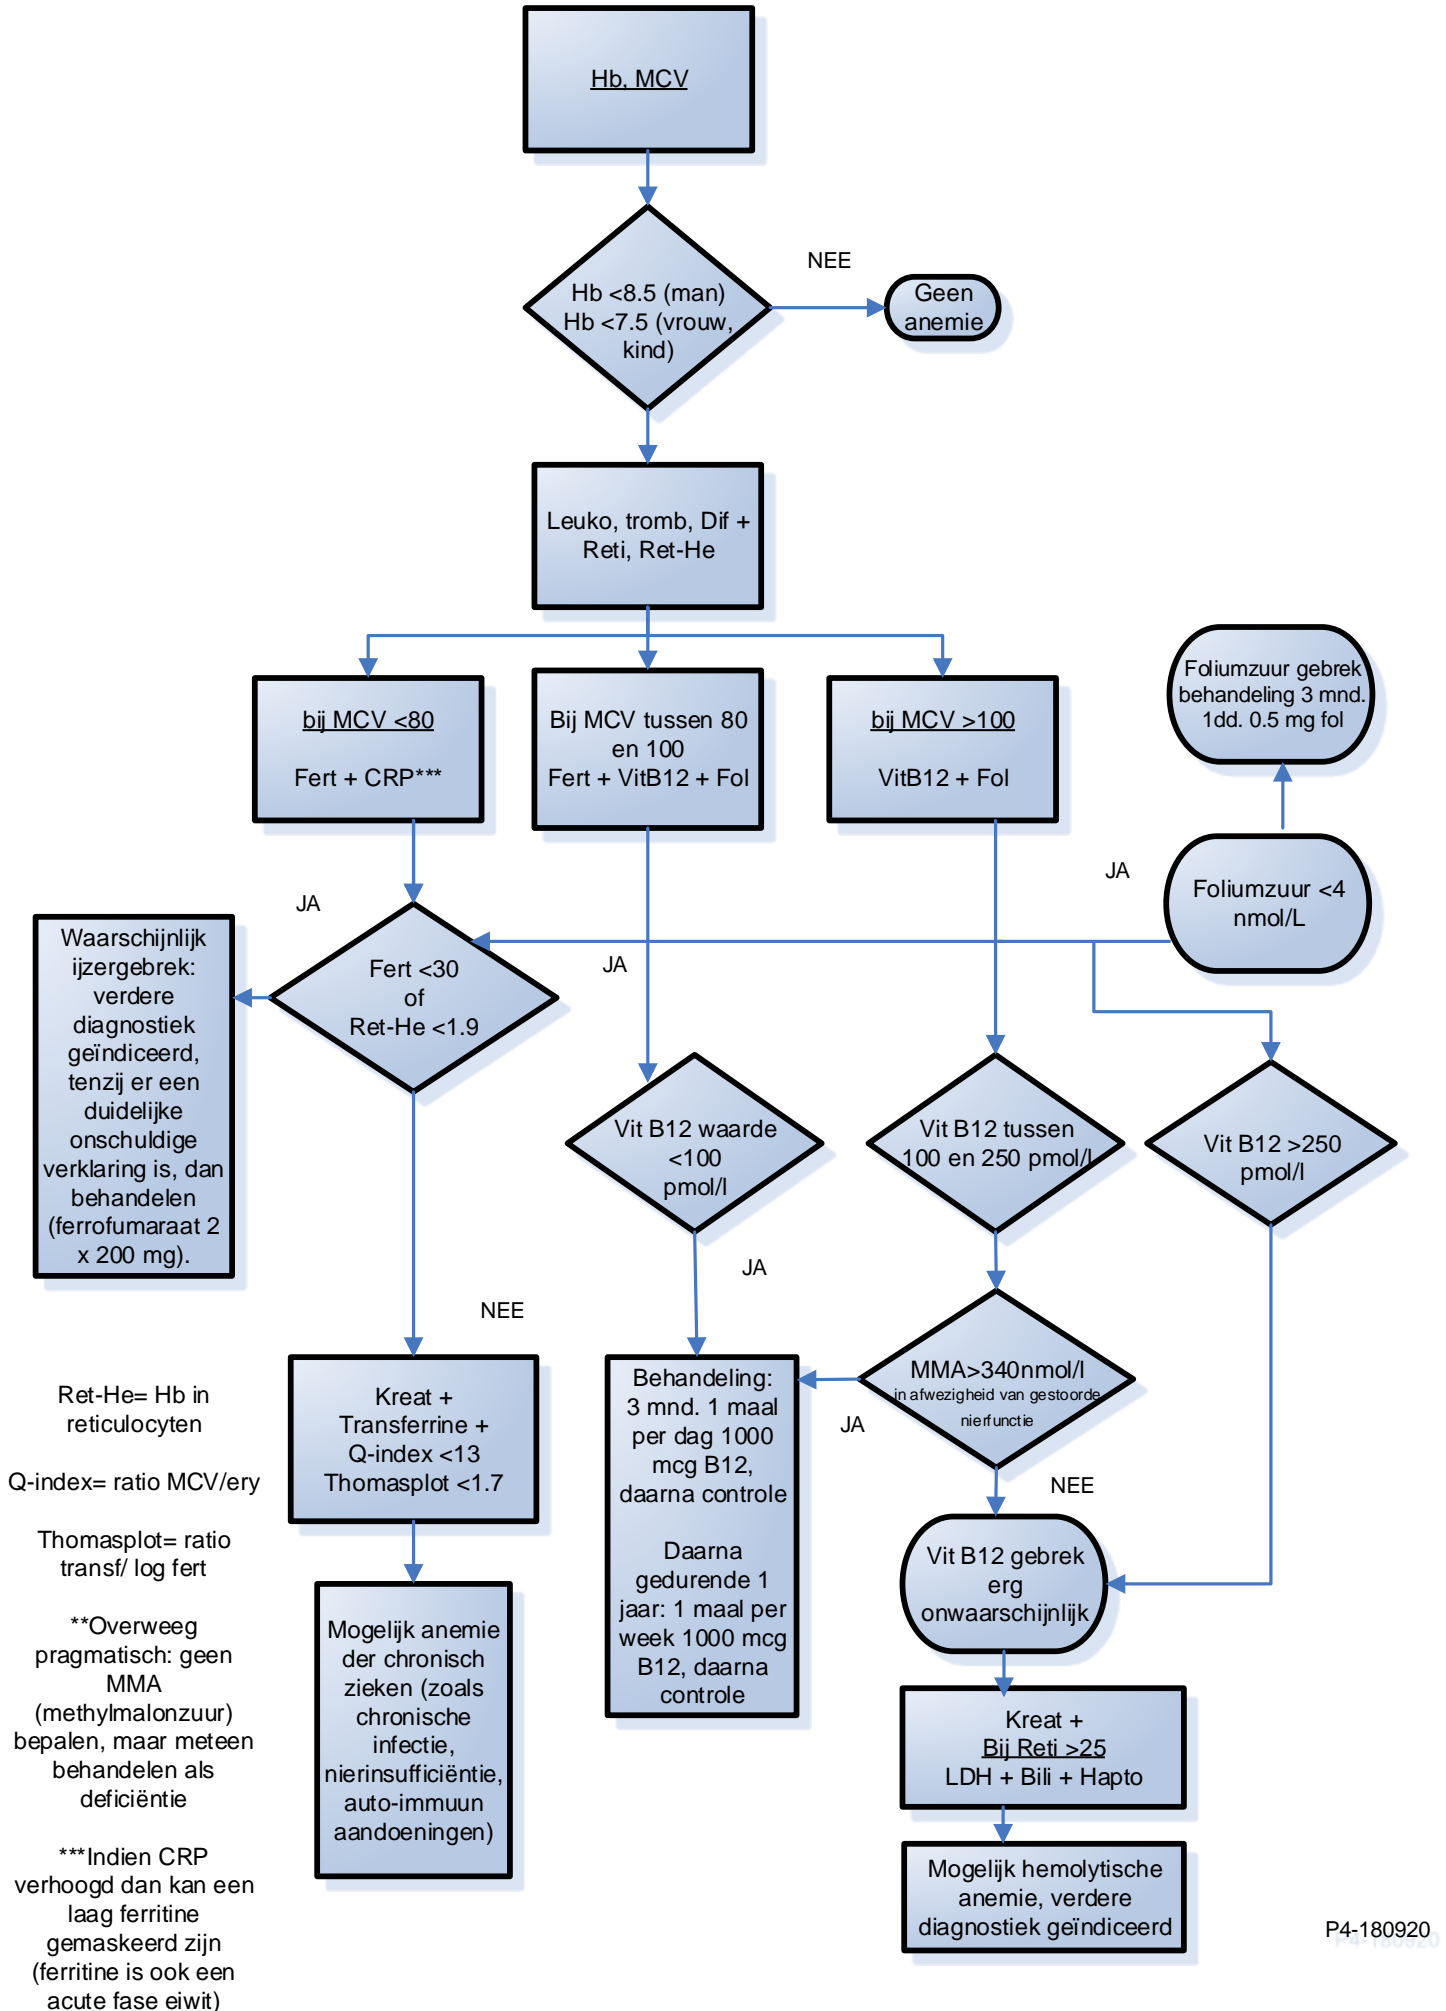 Hb, MCV
NEE
Hb <8.5 (man)
Hb <7.5 (vrouw,
kind)
Geen
anemie
Leuko, tromb, Dif +
Reti, Ret-He
bij MCV <80
Fert + CRP***
Bij MCV tussen 80
en 100
Fert + VitB12 + Fol
bij MCV >100
VitB12 + Fol
Foliumzuur gebrek
behandeling 3 mnd.
1dd. 0.5 mg fol
JA
Foliumzuur <4
nmol/L
JA
Waarschijnlijk
ijzergebrek:
verdere
diagnostiek
geïndiceerd,
tenzij er een
duidelijke
onschuldige
verklaring is, dan
behandelen
(ferrofumaraat 2
x 200 mg).
Fert <30
of
Ret-He <1.9
JA
Vit B12 waarde
<100
pmol/l
Vit B12 tussen
100 en 250 pmol/l
Vit B12 >250
pmol/l
JA
NEE
Kreat +
Transferrine +
Q-index <13
Thomasplot <1.7
Behandeling:
3 mnd. 1 maal
per dag 1000
mcg B12,
daarna controle
Daarna
gedurende 1
jaar: 1 maal per
week 1000 mcg
B12, daarna
controle
MMA>340nmol/l
in afwezigheid van gestoorde
nierfunctie
JA
NEE
Vit B12 gebrek
erg
onwaarschijnlijk
Mogelijk anemie
der chronisch
zieken (zoals
chronische
infectie,
nierinsufficiëntie,
auto-immuun
aandoeningen)
Kreat +
Bij Reti >25
LDH + Bili + Hapto
Mogelijk hemolytische
anemie, verdere
diagnostiek geïndiceerd
Ret-He= Hb in
reticulocyten
Q-index= ratio MCV/ery
Thomasplot= ratio
transf/ log fert
**Overweeg
pragmatisch: geen
MMA
(methylmalonzuur)
bepalen, maar meteen
behandelen als
deficiëntie
***Indien CRP
verhoogd dan kan een
laag ferritine
gemaskeerd zijn
(ferritine is ook een
acute fase eiwit)
P4-180920